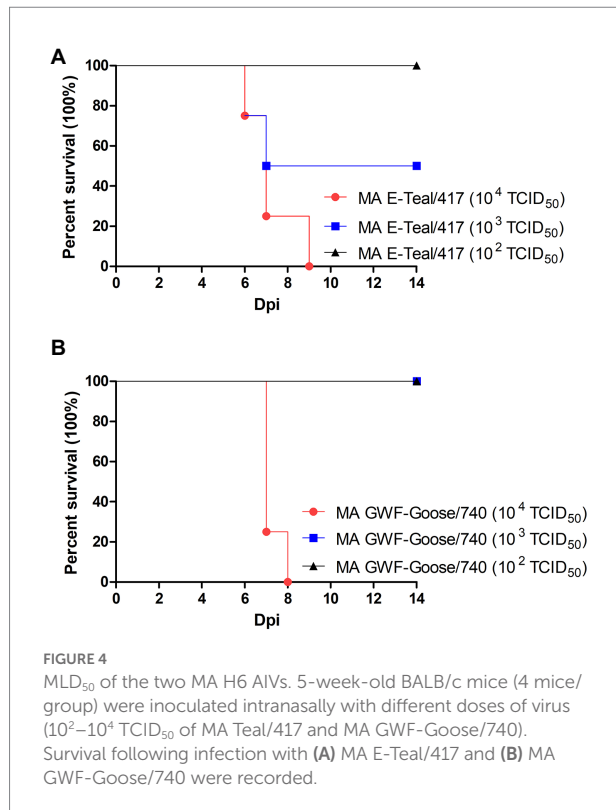 A
Percent survival (100%)
100
80
60
40
20
0
0 2 4 6 8 10 12 14
Dpi
MA E-Teal/417 (10⁴ TCID₅₀)
MA E-Teal/417 (10³ TCID₅₀)
MA E-Teal/417 (10² TCID₅₀)
B
Percent survival (100%)
100
80
60
40
20
0
0 2 4 6 8 10 12 14
Dpi
MA GWF-Goose/740 (10⁴ TCID₅₀)
MA GWF-Goose/740 (10³ TCID₅₀)
MA GWF-Goose/740 (10² TCID₅₀)
FIGURE 4
MLD₅₀ of the two MA H6 AIVs. 5-week-old BALB/c mice (4 mice/
group) were inoculated intranasally with different doses of virus
(10²–10⁴ TCID₅₀ of MA Teal/417 and MA GWF-Goose/740).
Survival following infection with (A) MA E-Teal/417 and (B) MA
GWF-Goose/740 were recorded.